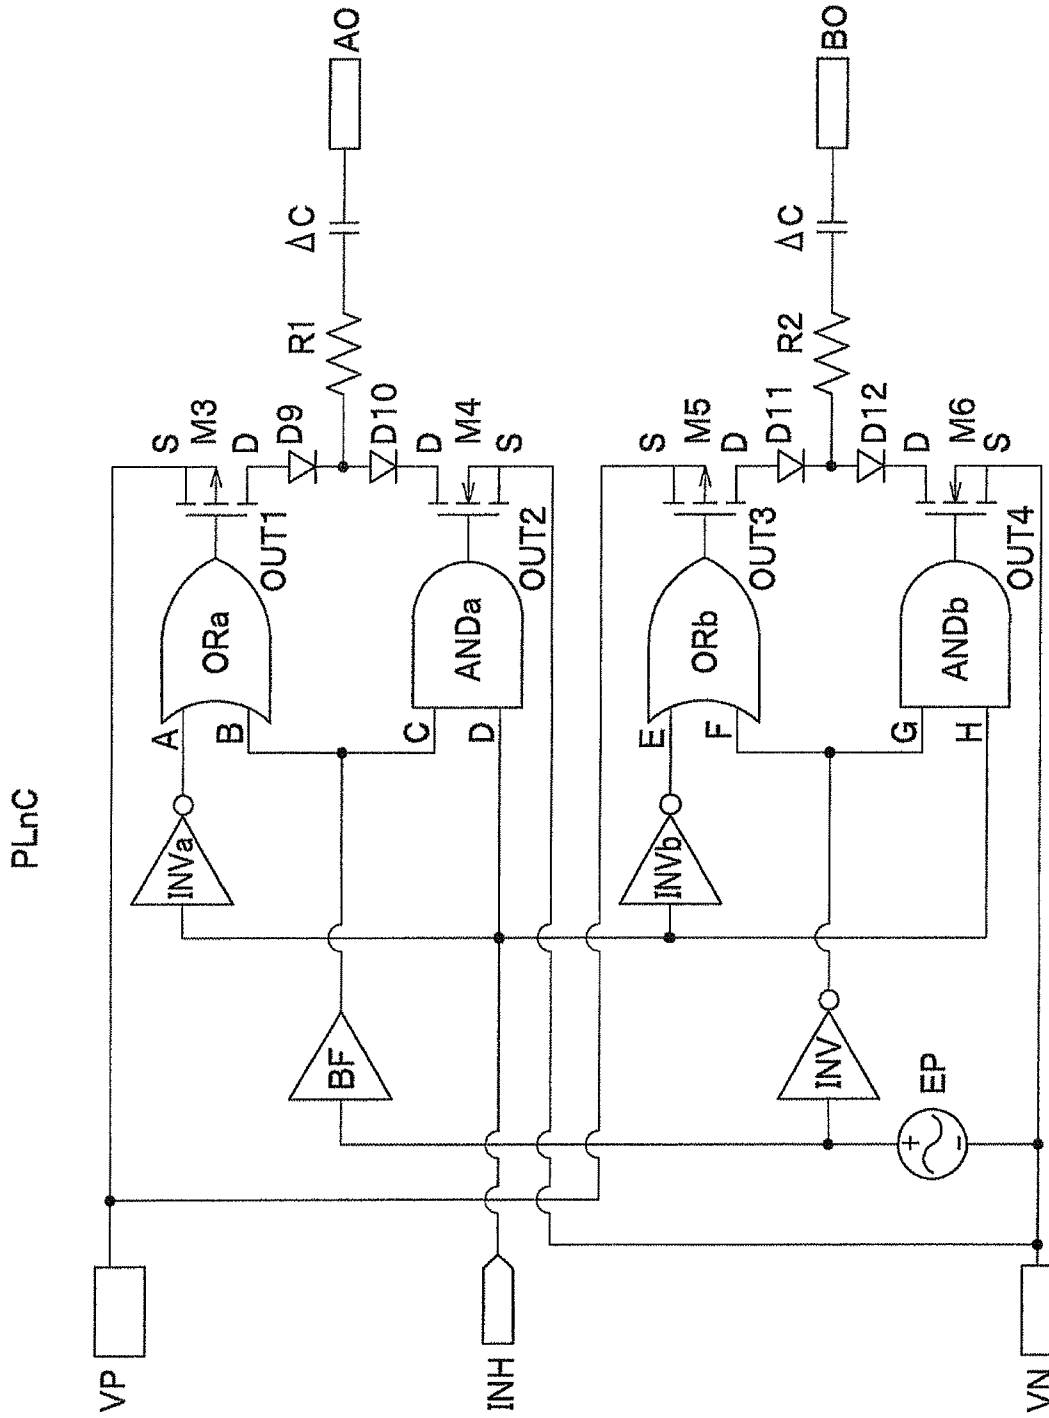 PLnC
AO
BO
ΔC
ΔC
R1
R2
S
M3
D
D9
D10
D
M4
S
S
M5
D
D11
D12
D
M6
S
OUT1
OUT2
OUT3
OUT4
ORa
ANDa
ORb
ANDb
A
B
C
D
E
F
G
H
INVa
INVb
BF
INV
EP
+
-
VP
INH
VN